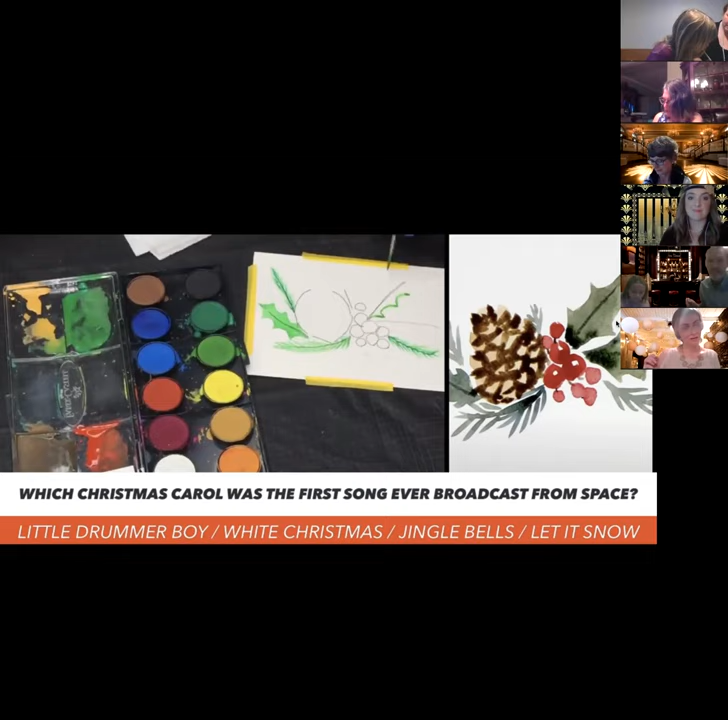 WHICH CHRISTMAS CAROL WAS THE FIRST SONG EVER BROADCAST FROM SPACE?
LITTLE DRUMMER BOY / WHITE CHRISTMAS / JINGLE BELLS / LET IT SNOW